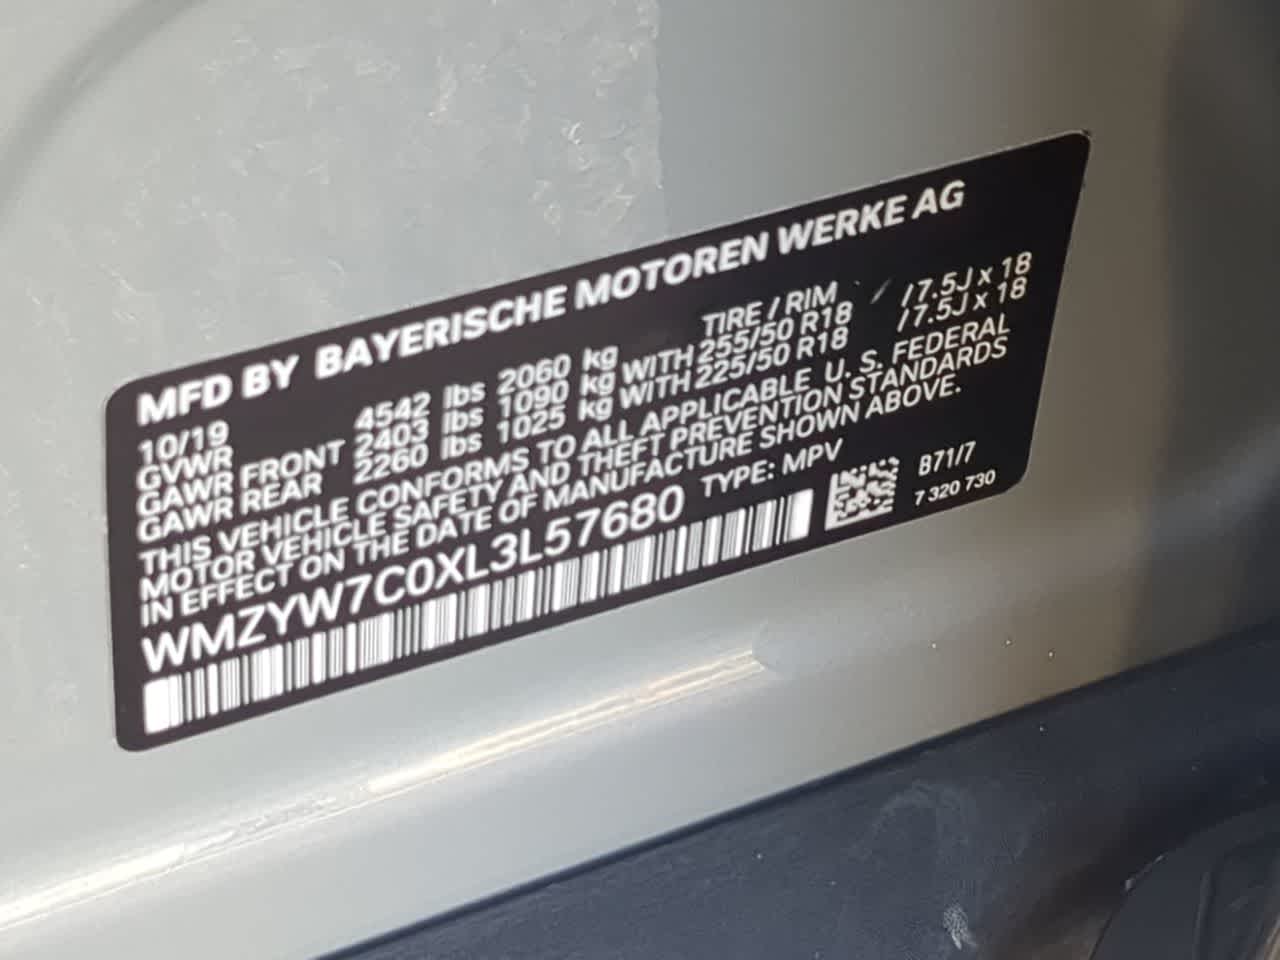 MFD BY BAYERISCHE MOTOREN WERKE AG
10/19 TIRE / RIM
GVWR 4542 lbs 2060 kg
GAWR FRONT 2403 lbs 1090 kg WITH 255/50 R18 / 7.5J x 18
GAWR REAR 2260 lbs 1025 kg WITH 225/50 R18 / 7.5J x 18
THIS VEHICLE CONFORMS TO ALL APPLICABLE U. S. FEDERAL
MOTOR VEHICLE SAFETY AND THEFT PREVENTION STANDARDS
IN EFFECT ON THE DATE OF MANUFACTURE SHOWN ABOVE.
WMZYW7C0XL3L57680 TYPE: MPV
B71/7
7 320 730